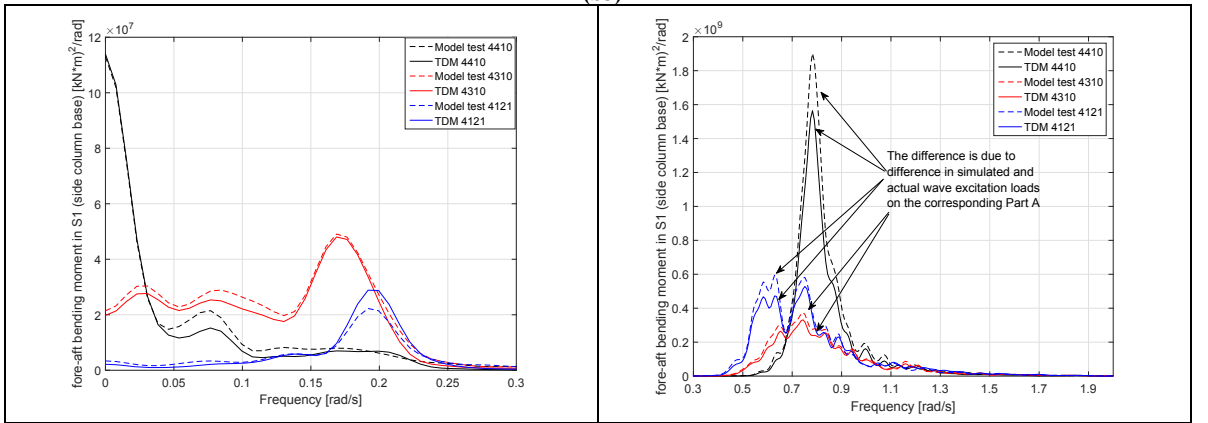 ×10⁷
12
10
8
6
4
2
0
0
0.05
0.1
0.15
0.2
0.25
0.3
Frequency [rad/s]
fore-aft bending moment in S1 (side column base) [kN*m)²/rad]
Model test 4410
TDM 4410
Model test 4310
TDM 4310
Model test 4121
TDM 4121
×10⁹
2
1.8
1.6
1.4
1.2
1
0.8
0.6
0.4
0.2
0
0.3
0.5
0.7
0.9
1.1
1.3
1.5
1.7
1.9
Frequency [rad/s]
fore-aft bending moment in S1 (side column base) [kN*m)²/rad]
Model test 4410
TDM 4410
Model test 4310
TDM 4310
Model test 4121
TDM 4121
The difference is due to
difference in simulated and
actual wave excitation loads
on the corresponding Part A